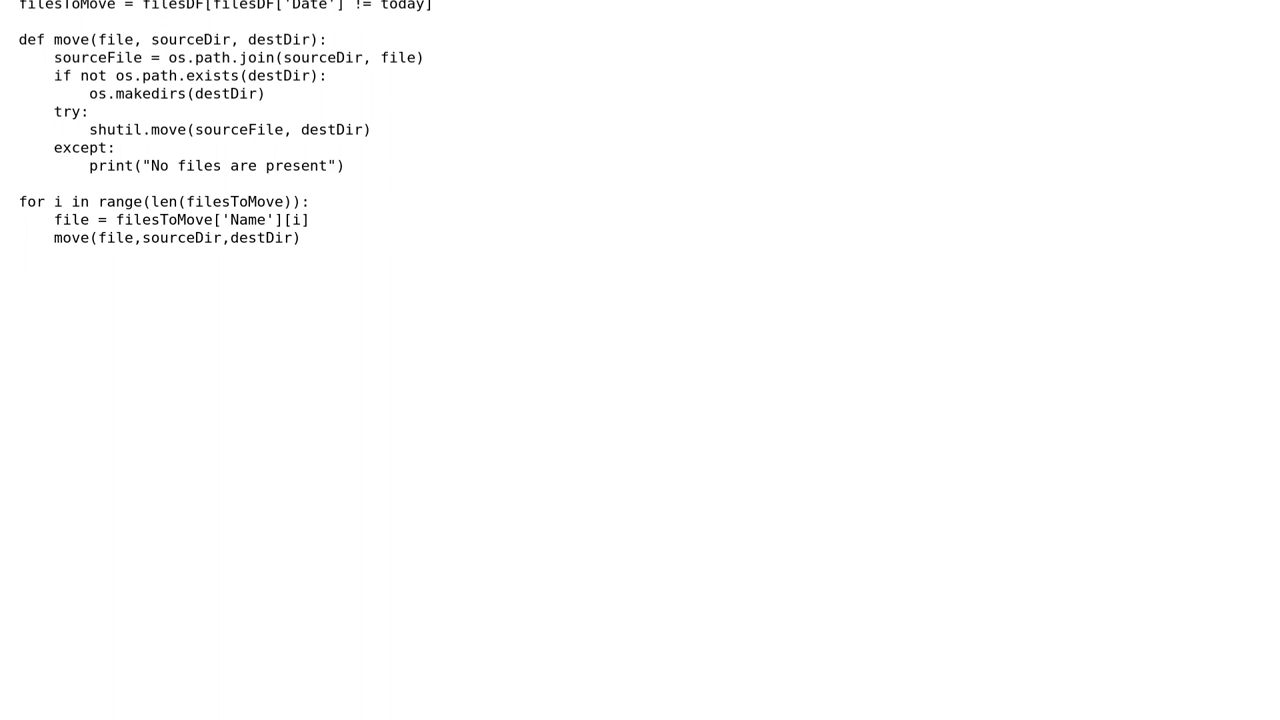 filesToMove = filesDF[filesDF['Date'] != today]
def move(file, sourceDir, destDir):
    sourceFile = os.path.join(sourceDir, file)
    if not os.path.exists(destDir):
        os.makedirs(destDir)
    try:
        shutil.move(sourceFile, destDir)
    except:
        print("No files are present")
for i in range(len(filesToMove)):
    file = filesToMove['Name'][i]
    move(file,sourceDir,destDir)